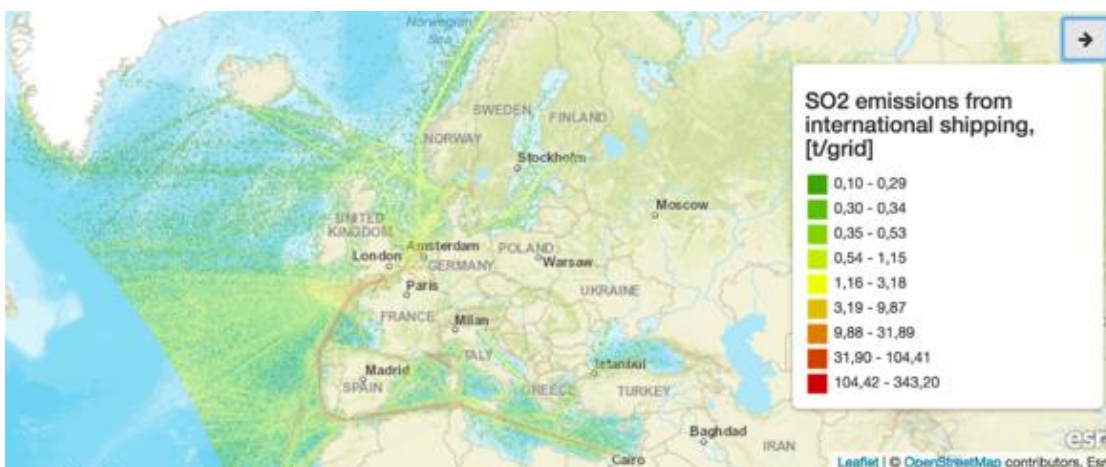 Norwegian
Sea
SWEDEN
FINLAND
NORWAY
Stockholm
Moscow
UNITED
KINGDOM
Amsterdam
POLAND
London
GERMANY
Warsaw
Paris
UKRAINE
FRANCE
Milan
TALY
Istanbul
Madrid
SPAIN
GREECE
TURKEY
Baghdad
IRAN
Cairo
➔
SO2 emissions from
international shipping,
[t/grid]
0,10 - 0,29
0,30 - 0,34
0,35 - 0,53
0,54 - 1,15
1,16 - 3,18
3,19 - 9,87
9,88 - 31,89
31,90 - 104,41
104,42 - 343,20
esr
Leaflet | © OpenStreetMap contributors, Esr